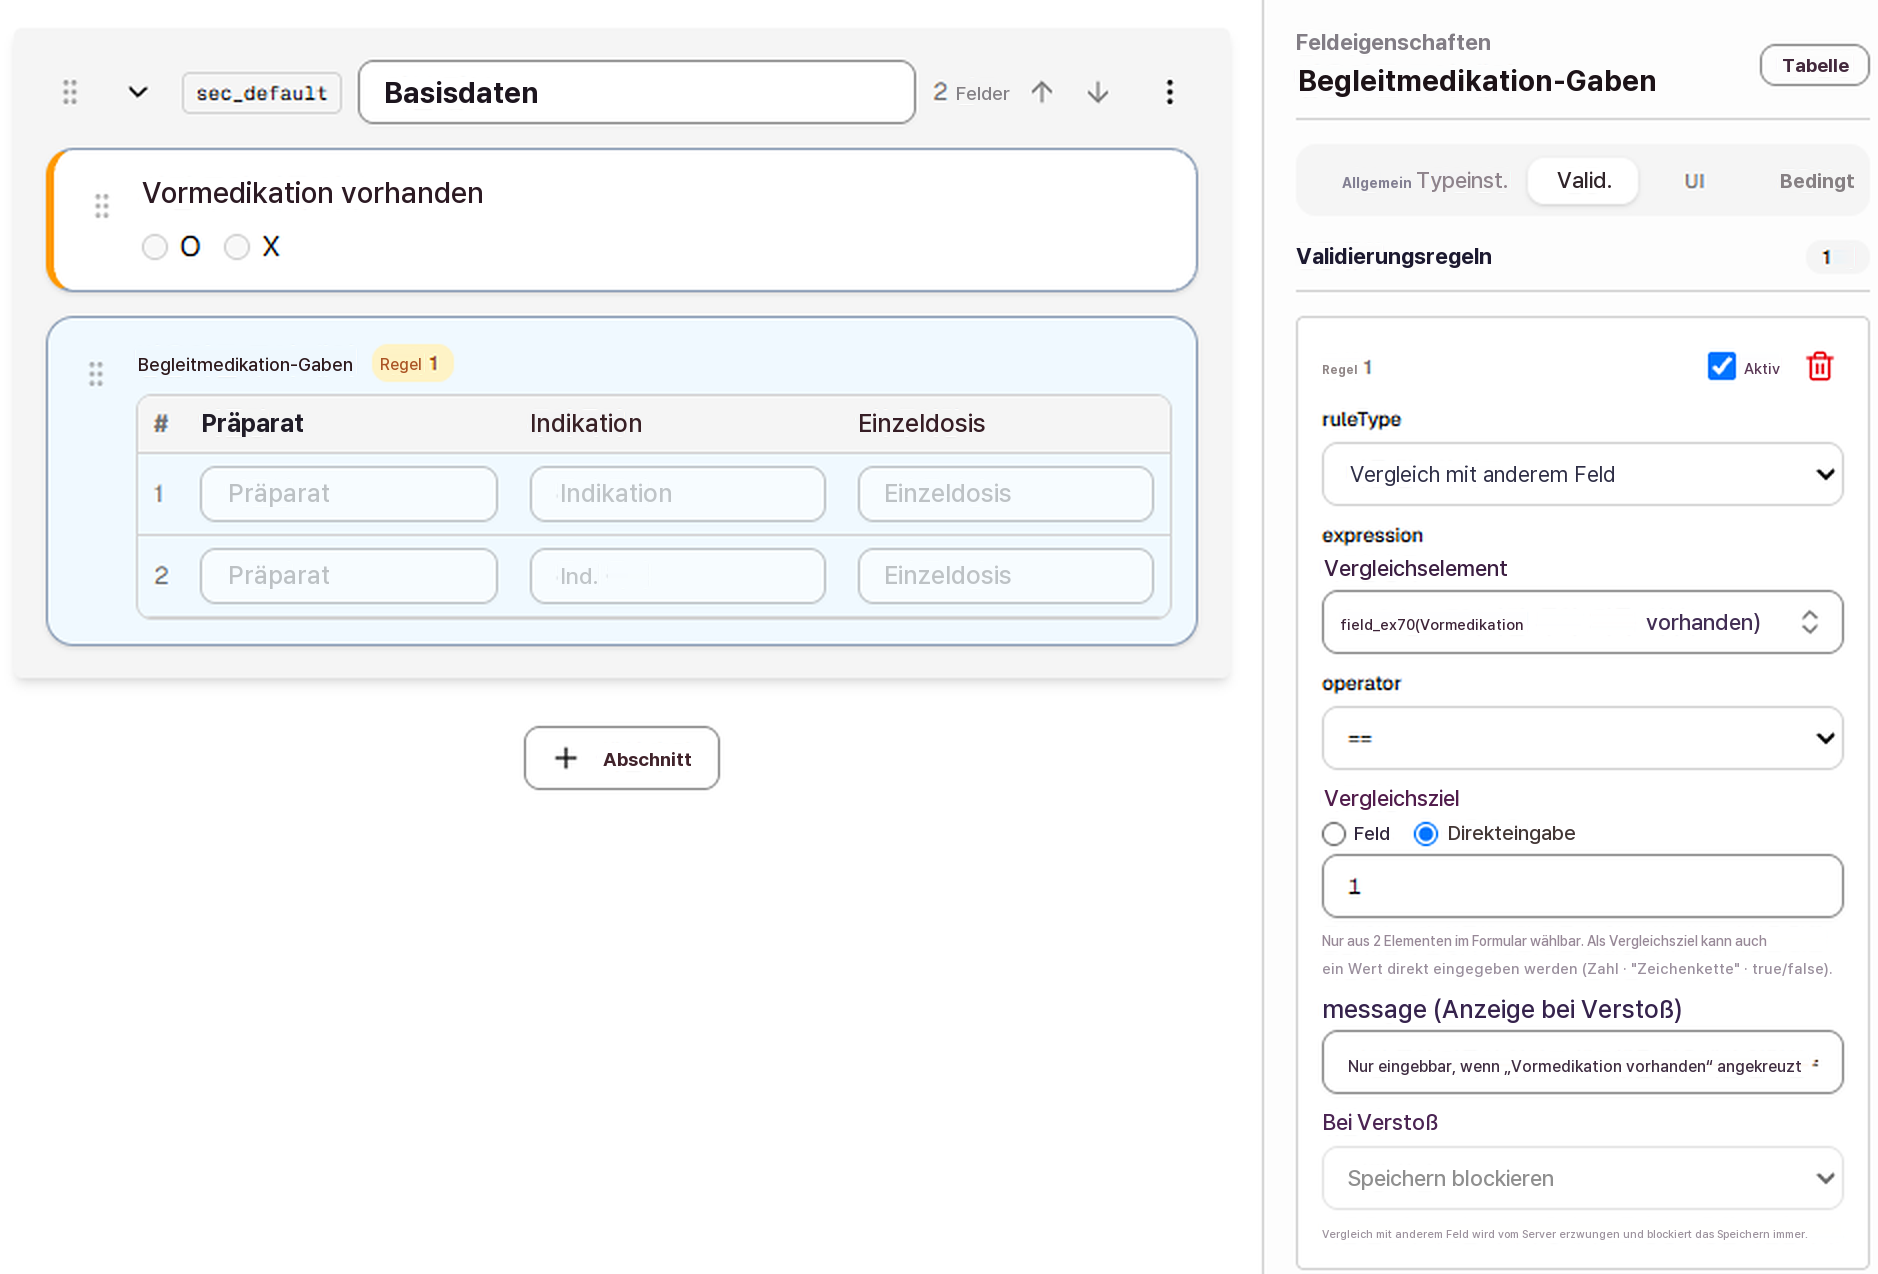 sec_default
Basisdaten
2 Felder
Vormedikation vorhanden
O X
Begleitmedikation-Gaben Regel 1
# Präparat Indikation Einzeldosis
1 Präparat Indikation Einzeldosis
2 Präparat Ind. Einzeldosis
+ Abschnitt
Feldeigenschaften
Begleitmedikation-Gaben
Tabelle
Allgemein Typeinst. Valid. UI Bedingt
Validierungsregeln 1
Regel 1 Aktiv
ruleType
Vergleich mit anderem Feld
expression
Vergleichselement
field_ex70(Vormedikation vorhanden)
operator
==
Vergleichsziel
Feld Direkteingabe
1
Nur aus 2 Elementen im Formular wählbar. Als Vergleichsziel kann auch
ein Wert direkt eingegeben werden (Zahl · "Zeichenkette" · true/false).
message (Anzeige bei Verstoß)
Nur eingebbar, wenn „Vormedikation vorhanden“ angekreuzt
Bei Verstoß
Speichern blockieren
Vergleich mit anderem Feld wird vom Server erzwungen und blockiert das Speichern immer.